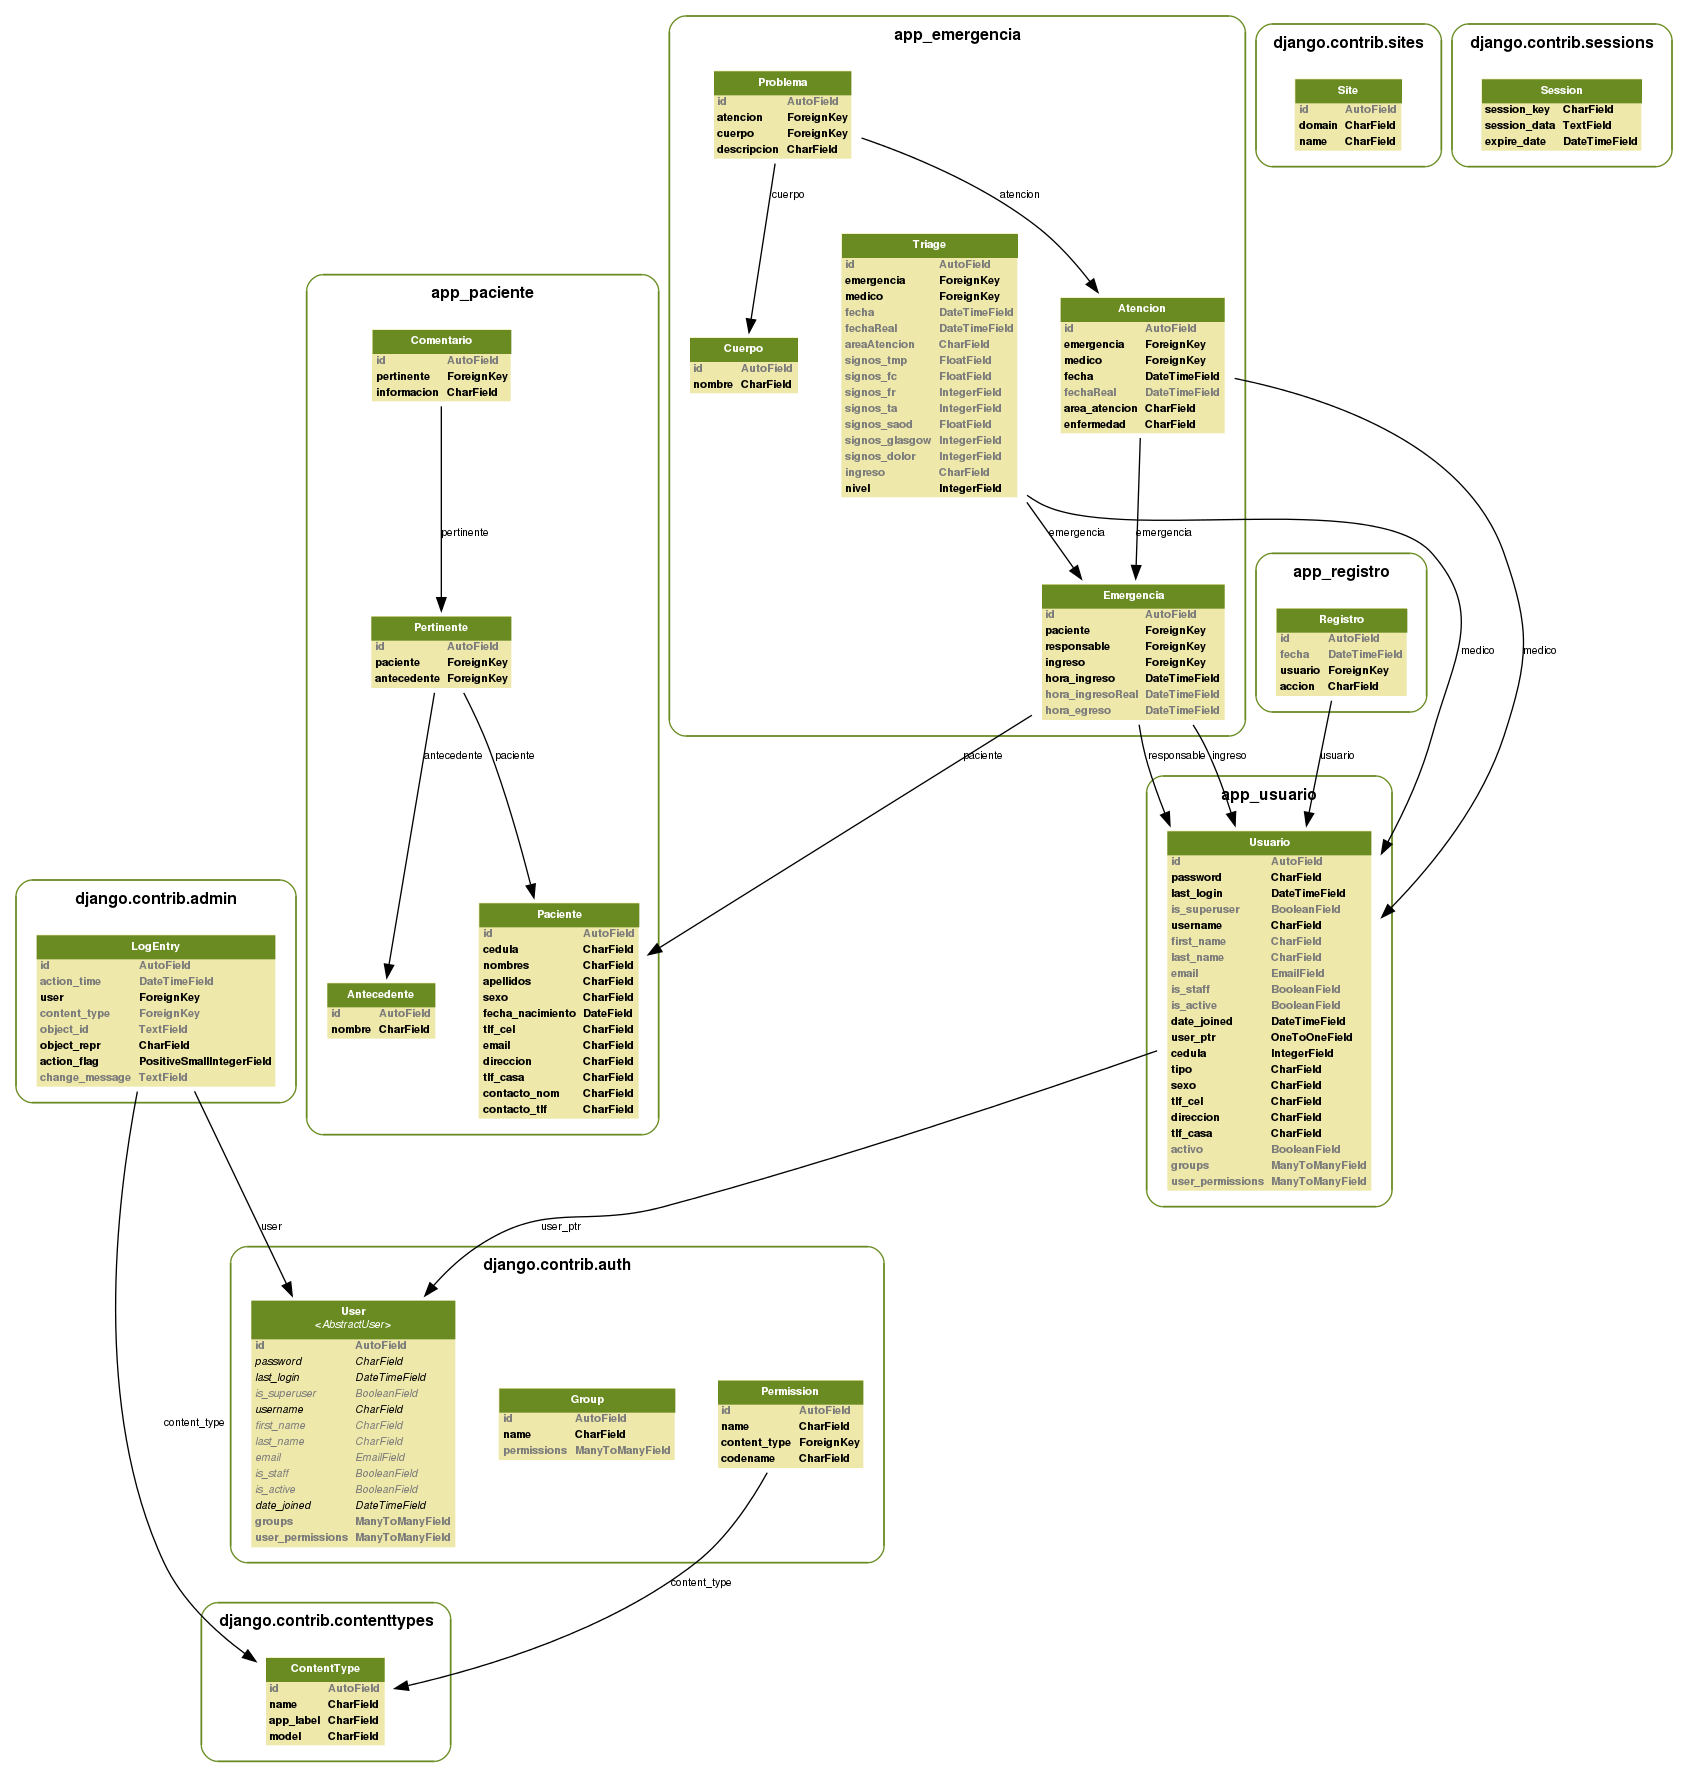 app_emergencia
Problema
id AutoField
atencion ForeignKey
cuerpo ForeignKey
descripcion CharField
cuerpo
atencion
Triage
id AutoField
emergencia ForeignKey
medico ForeignKey
fecha DateTimeField
fechaReal DateTimeField
areaAtencion CharField
signos_tmp FloatField
signos_fc FloatField
signos_fr IntegerField
signos_ta IntegerField
signos_saod FloatField
signos_glasgow IntegerField
signos_dolor IntegerField
ingreso CharField
nivel IntegerField
Cuerpo
id AutoField
nombre CharField
Atencion
id AutoField
emergencia ForeignKey
medico ForeignKey
fecha DateTimeField
fechaReal DateTimeField
area_atencion CharField
enfermedad CharField
emergencia
emergencia
Emergencia
id AutoField
paciente ForeignKey
responsable ForeignKey
ingreso ForeignKey
hora_ingreso DateTimeField
hora_ingresoReal DateTimeField
hora_egreso DateTimeField
django.contrib.sites
Site
id AutoField
domain CharField
name CharField
django.contrib.sessions
Session
session_key CharField
session_data TextField
expire_date DateTimeField
app_paciente
Comentario
id AutoField
pertinente ForeignKey
informacion CharField
pertinente
Pertinente
id AutoField
paciente ForeignKey
antecedente ForeignKey
antecedente
paciente
Antecedente
id AutoField
nombre CharField
Paciente
id AutoField
cedula CharField
nombres CharField
apellidos CharField
sexo CharField
fecha_nacimiento DateField
tlf_cel CharField
email CharField
direccion CharField
tlf_casa CharField
contacto_nom CharField
contacto_tlf CharField
app_registro
Registro
id AutoField
fecha DateTimeField
usuario ForeignKey
accion CharField
medico
medico
paciente
responsable
ingreso
usuario
app_usuario
Usuario
id AutoField
password CharField
last_login DateTimeField
is_superuser BooleanField
username CharField
first_name CharField
last_name CharField
email EmailField
is_staff BooleanField
is_active BooleanField
date_joined DateTimeField
user_ptr OneToOneField
cedula IntegerField
tipo CharField
sexo CharField
tlf_cel CharField
direccion CharField
tlf_casa CharField
activo BooleanField
groups ManyToManyField
user_permissions ManyToManyField
django.contrib.admin
LogEntry
id AutoField
action_time DateTimeField
user ForeignKey
content_type ForeignKey
object_id TextField
object_repr CharField
action_flag PositiveSmallIntegerField
change_message TextField
user
user_ptr
django.contrib.auth
User
<AbstractUser>
id AutoField
password CharField
last_login DateTimeField
is_superuser BooleanField
username CharField
first_name CharField
last_name CharField
email EmailField
is_staff BooleanField
is_active BooleanField
date_joined DateTimeField
groups ManyToManyField
user_permissions ManyToManyField
Group
id AutoField
name CharField
permissions ManyToManyField
Permission
id AutoField
name CharField
content_type ForeignKey
codename CharField
content_type
content_type
django.contrib.contenttypes
ContentType
id AutoField
name CharField
app_label CharField
model CharField